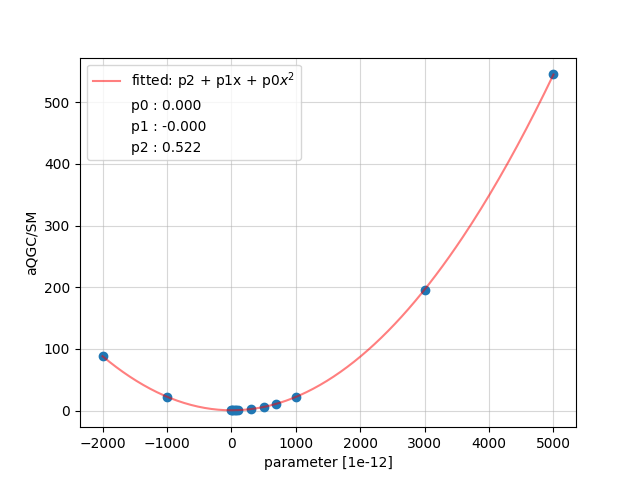 fitted: p2 + p1x + p0x²
p0 : 0.000
p1 : -0.000
p2 : 0.522
500
400
300
200
100
0
aQGC/SM
−2000 −1000 0 1000 2000 3000 4000 5000
parameter [1e-12]